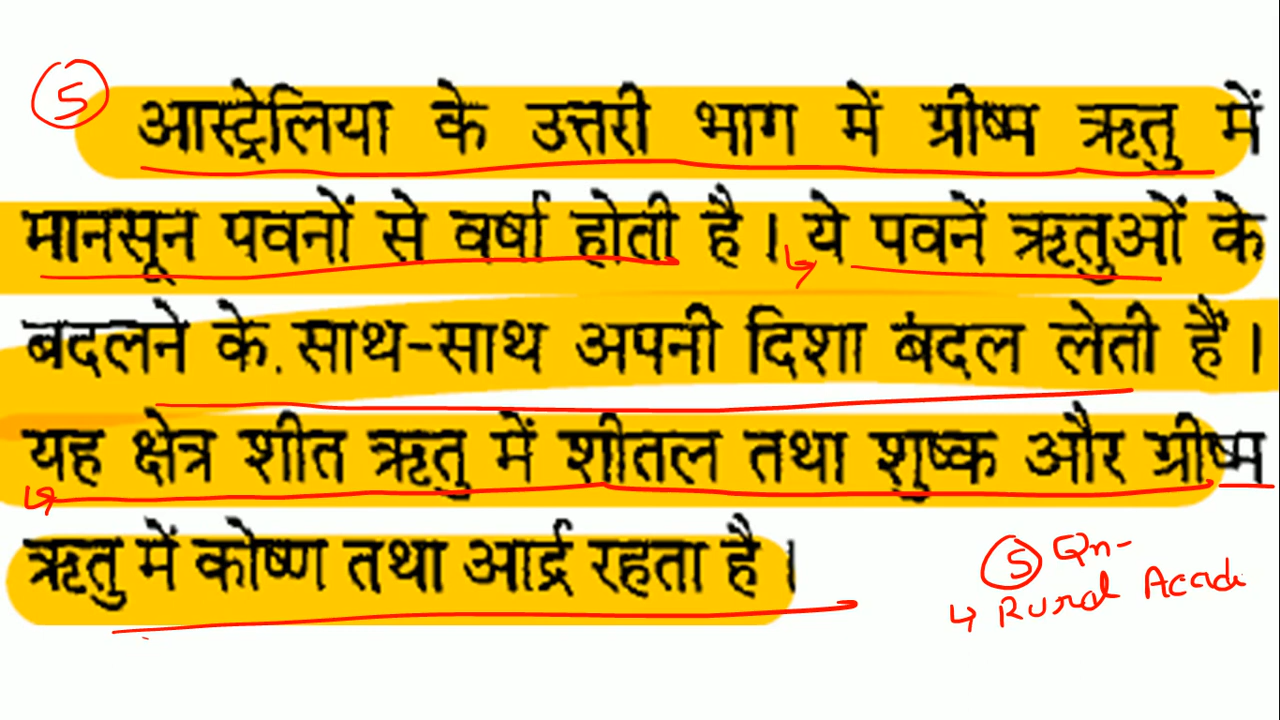 5 आस्ट्रेलिया के उत्तरी भाग में ग्रीष्म ऋतु में
मानसून पवनों से वर्षा होती है। ये पवनें ऋतुओं के
बदलने के साथ-साथ अपनी दिशा बदल लेती हैं।
यह क्षेत्र शीत ऋतु में शीतल तथा शुष्क और ग्रीष्म
ऋतु में कोष्ण तथा आर्द्र रहता है।
5 Qn-
Rural Acad